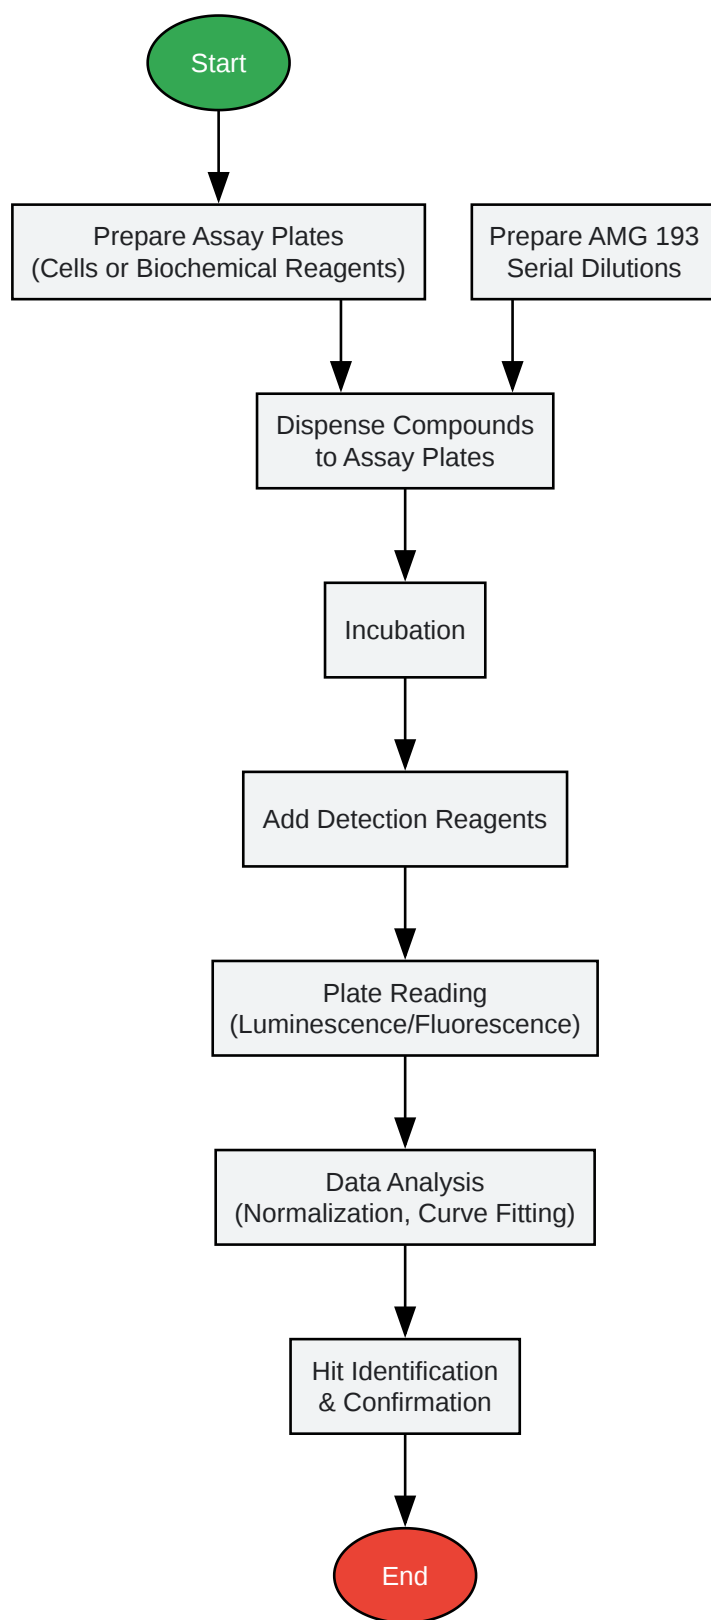 Start
Prepare Assay Plates
(Cells or Biochemical Reagents)
Prepare AMG 193
Serial Dilutions
Dispense Compounds
to Assay Plates
Incubation
Add Detection Reagents
Plate Reading
(Luminescence/Fluorescence)
Data Analysis
(Normalization, Curve Fitting)
Hit Identification
& Confirmation
End